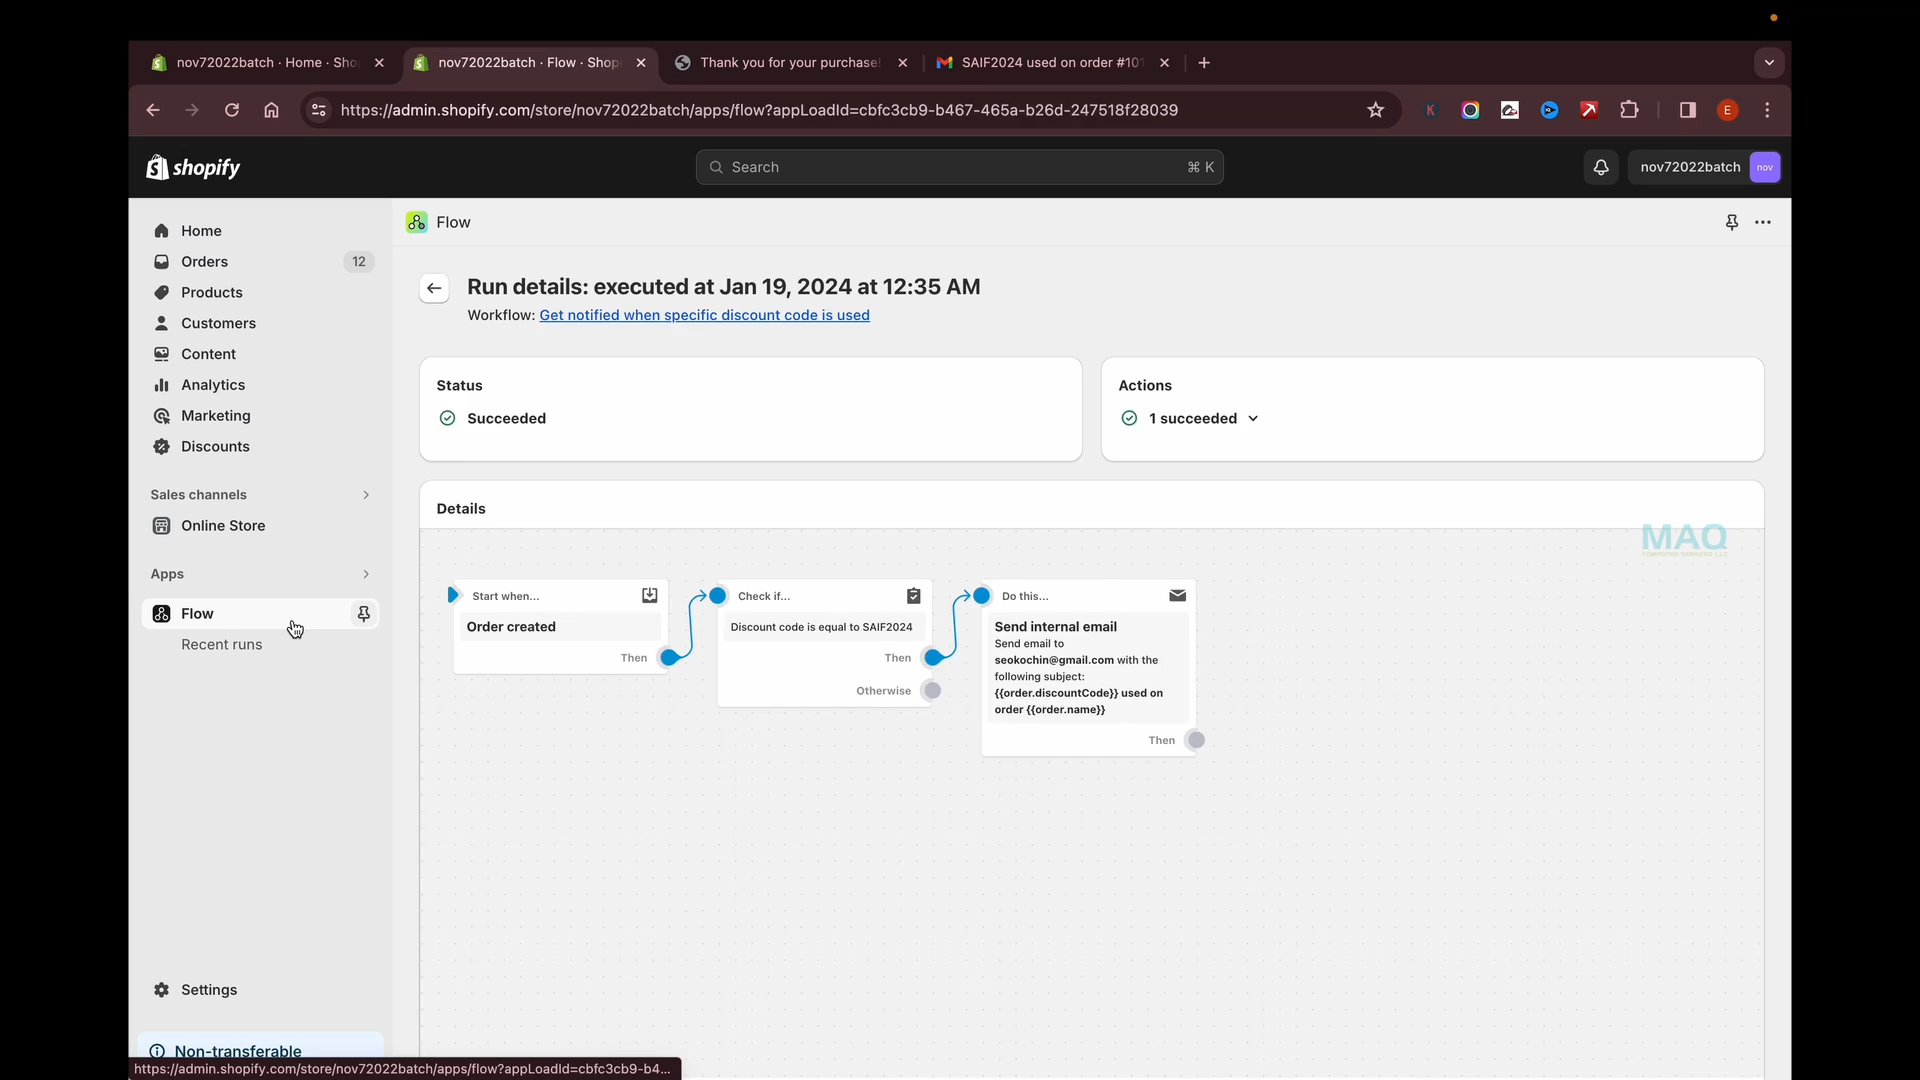 nov72022batch · Home · Sho
nov72022batch · Flow · Shop
Thank you for your purchase!
SAIF2024 used on order #101
https://admin.shopify.com/store/nov72022batch/apps/flow?appLoadId=cbfc3cb9-b467-465a-b26d-247518f28039
K
E
shopify
Search
⌘ K
nov72022batch
nov
Home
Orders
12
Products
Customers
Content
Analytics
Marketing
Discounts
Sales channels
Online Store
Apps
Flow
Recent runs
Settings
Non-transferable
https://admin.shopify.com/store/nov72022batch/apps/flow?appLoadId=cbfc3cb9-b4...
Flow
Run details: executed at Jan 19, 2024 at 12:35 AM
Workflow: Get notified when specific discount code is used
Status
Succeeded
Actions
1 succeeded
Details
MAQ
COMPUTER SERVICES LLC
Start when...
Order created
Then
Check if...
Discount code is equal to SAIF2024
Then
Otherwise
Do this...
Send internal email
Send email to
seokochin@gmail.com with the
following subject:
{{order.discountCode}} used on
order {{order.name}}
Then